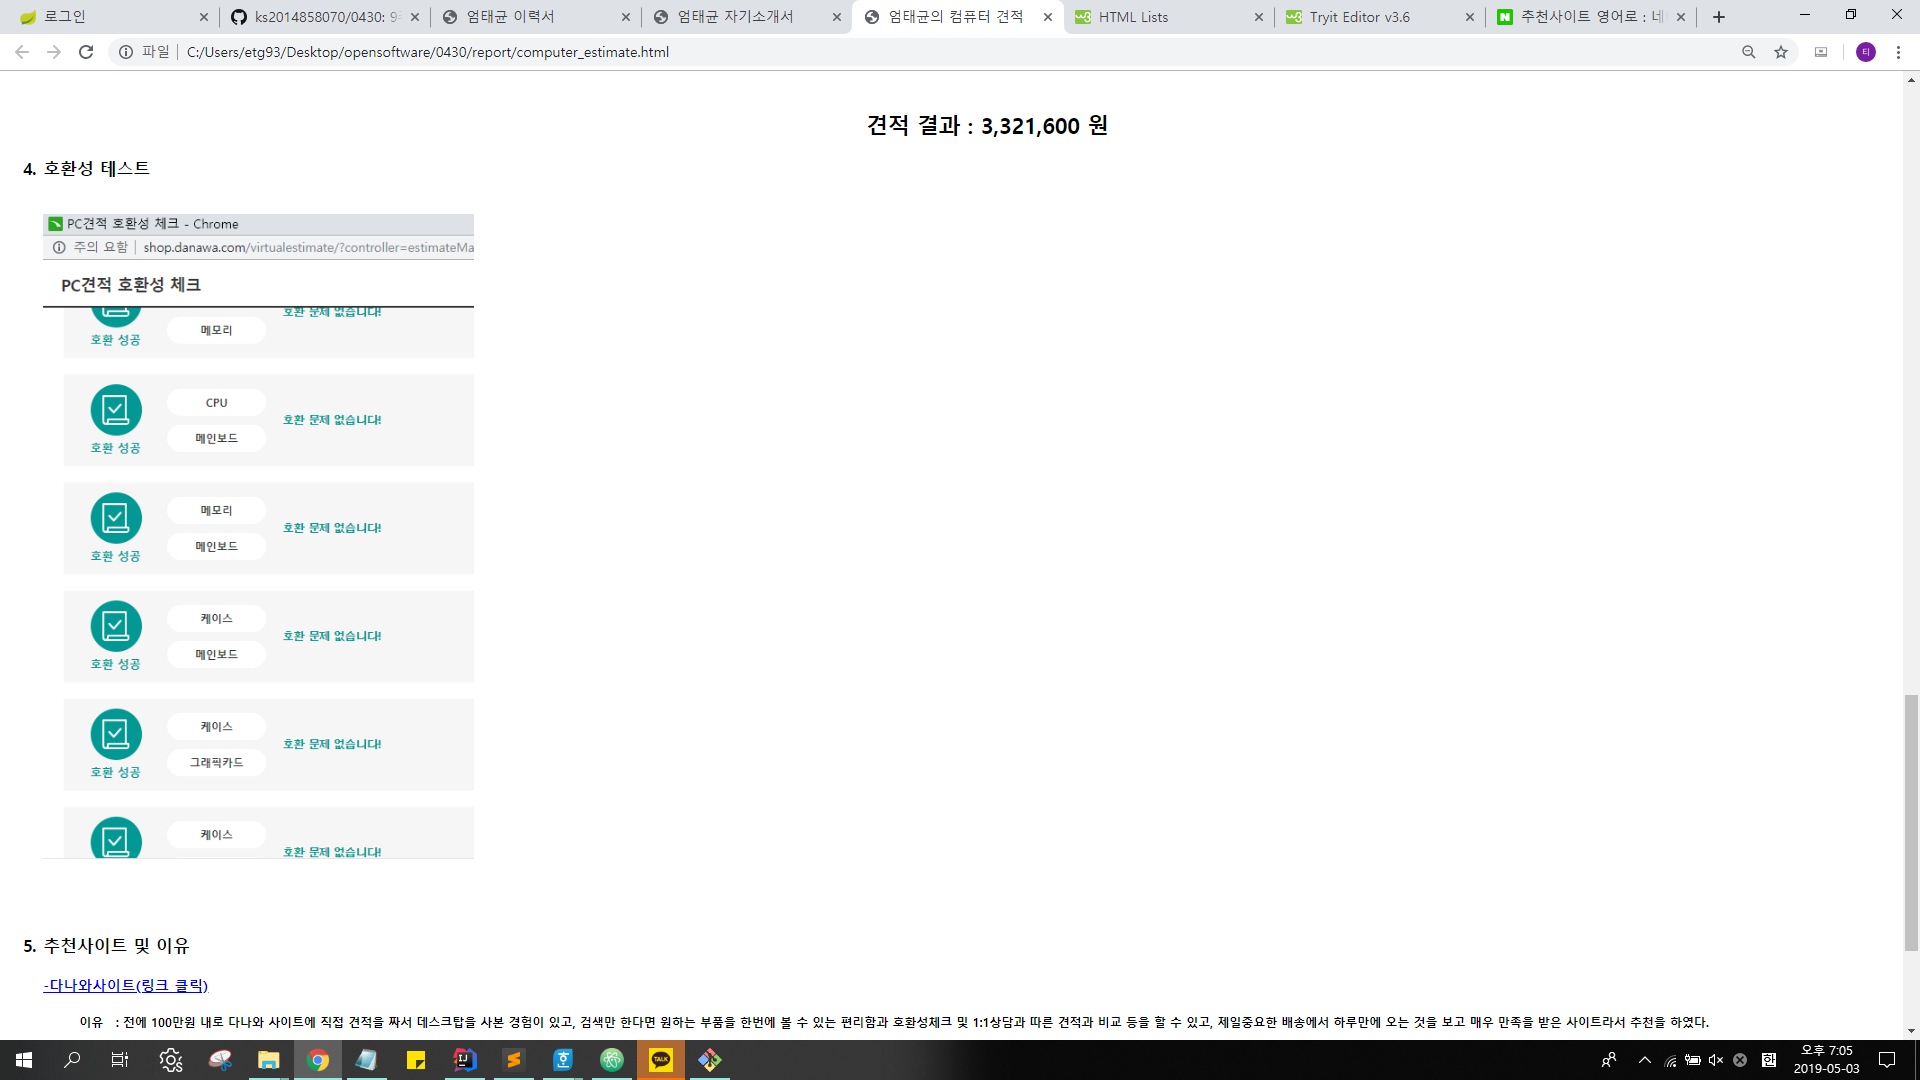 로그인
ks2014858070/0430: 9
엄태균 이력서
엄태균 자기소개서
엄태균의 컴퓨터 견적
HTML Lists
Tryit Editor v3.6
추천사이트 영어로 : 네
파일
C:/Users/etg93/Desktop/opensoftware/0430/report/computer_estimate.html
티
견적 결과 : 3,321,600 원
4. 호환성 테스트
PC견적 호환성 체크 - Chrome
주의 요함
shop.danawa.com/virtualestimate/?controller=estimateMa
PC견적 호환성 체크
호환 문제 없습니다!
메모리
호환 성공
CPU
호환 문제 없습니다!
메인보드
호환 성공
메모리
호환 문제 없습니다!
메인보드
호환 성공
케이스
호환 문제 없습니다!
메인보드
호환 성공
케이스
호환 문제 없습니다!
그래픽카드
호환 성공
케이스
호환 문제 없습니다!
5. 추천사이트 및 이유
-다나와사이트(링크 클릭)
이유 : 전에 100만원 내로 다나와 사이트에 직접 견적을 짜서 데스크탑을 사본 경험이 있고, 검색만 한다면 원하는 부품을 한번에 볼 수 있는 편리함과 호환성체크 및 1:1상담과 따른 견적과 비교 등을 할 수 있고, 제일중요한 배송에서 하루만에 오는 것을 보고 매우 만족을 받은 사이트라서 추천을 하였다.
IJ
호
TALK
한
오후 7:05
2019-05-03